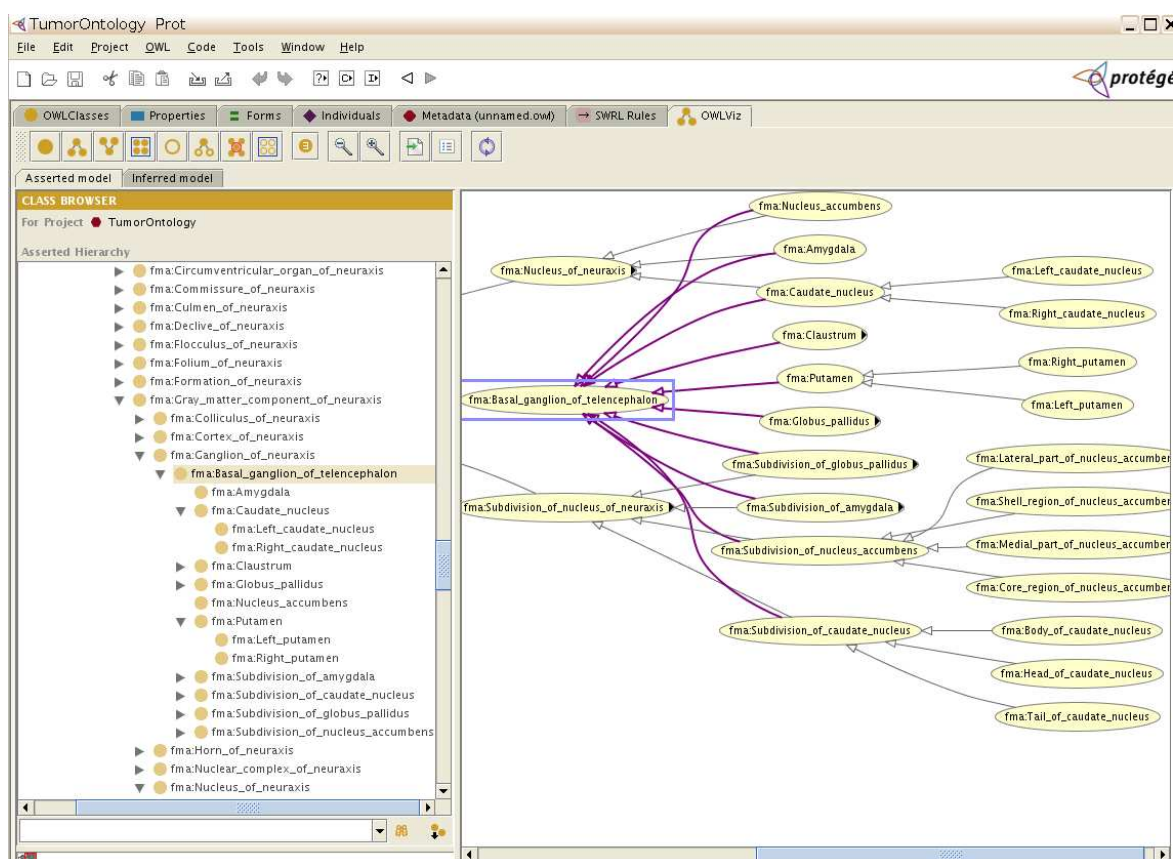 TumorOntology Prot
File Edit Project OWL Code Tools Window Help
protégé
OWLClasses Properties Forms Individuals Metadata (unnamed.owl) SWRL Rules OWLViz
Asserted model Inferred model
CLASS BROWSER
For Project TumorOntology
Asserted Hierarchy
fma:Circumventricular_organ_of_neuraxis
fma:Commissure_of_neuraxis
fma:Culmen_of_neuraxis
fma:Declive_of_neuraxis
fma:Flocculus_of_neuraxis
fma:Folium_of_neuraxis
fma:Formation_of_neuraxis
fma:Gray_matter_component_of_neuraxis
fma:Colliculus_of_neuraxis
fma:Cortex_of_neuraxis
fma:Ganglion_of_neuraxis
fma:Basal_ganglion_of_telencephalon
fma:Amygdala
fma:Caudate_nucleus
fma:Left_caudate_nucleus
fma:Right_caudate_nucleus
fma:Claustrum
fma:Globus_pallidus
fma:Nucleus_accumbens
fma:Putamen
fma:Left_putamen
fma:Right_putamen
fma:Subdivision_of_amygdala
fma:Subdivision_of_caudate_nucleus
fma:Subdivision_of_globus_pallidus
fma:Subdivision_of_nucleus_accumbens
fma:Horn_of_neuraxis
fma:Nuclear_complex_of_neuraxis
fma:Nucleus_of_neuraxis
fma:Nucleus_accumbens
fma:Amygdala
fma:Nucleus_of_neuraxis
fma:Left_caudate_nucleus
fma:Caudate_nucleus
fma:Right_caudate_nucleus
fma:Claustrum
fma:Right_putamen
fma:Putamen
fma:Basal_ganglion_of_telencephalon
fma:Left_putamen
fma:Globus_pallidus
fma:Lateral_part_of_nucleus_accumber
fma:Subdivision_of_globus_pallidus
fma:Shell_region_of_nucleus_accumber
fma:Subdivision_of_nucleus_of_neuraxis
fma:Subdivision_of_amygdala
fma:Medial_part_of_nucleus_accumber
fma:Subdivision_of_nucleus_accumbens
fma:Core_region_of_nucleus_accumber
fma:Subdivision_of_caudate_nucleus
fma:Body_of_caudate_nucleus
fma:Head_of_caudate_nucleus
fma:Tail_of_caudate_nucleus